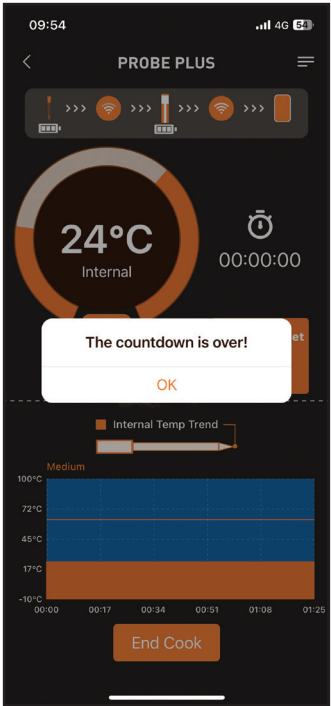 09:54
4G 54
PROBE PLUS
>>> >>> >>> >>>
24°C
Internal
00:00:00
et
The countdown is over!
OK
Internal Temp Trend
Medium
100°C
72°C
45°C
17°C
-10°C
00:00 00:17 00:34 00:51 01:08 01:25
End Cook